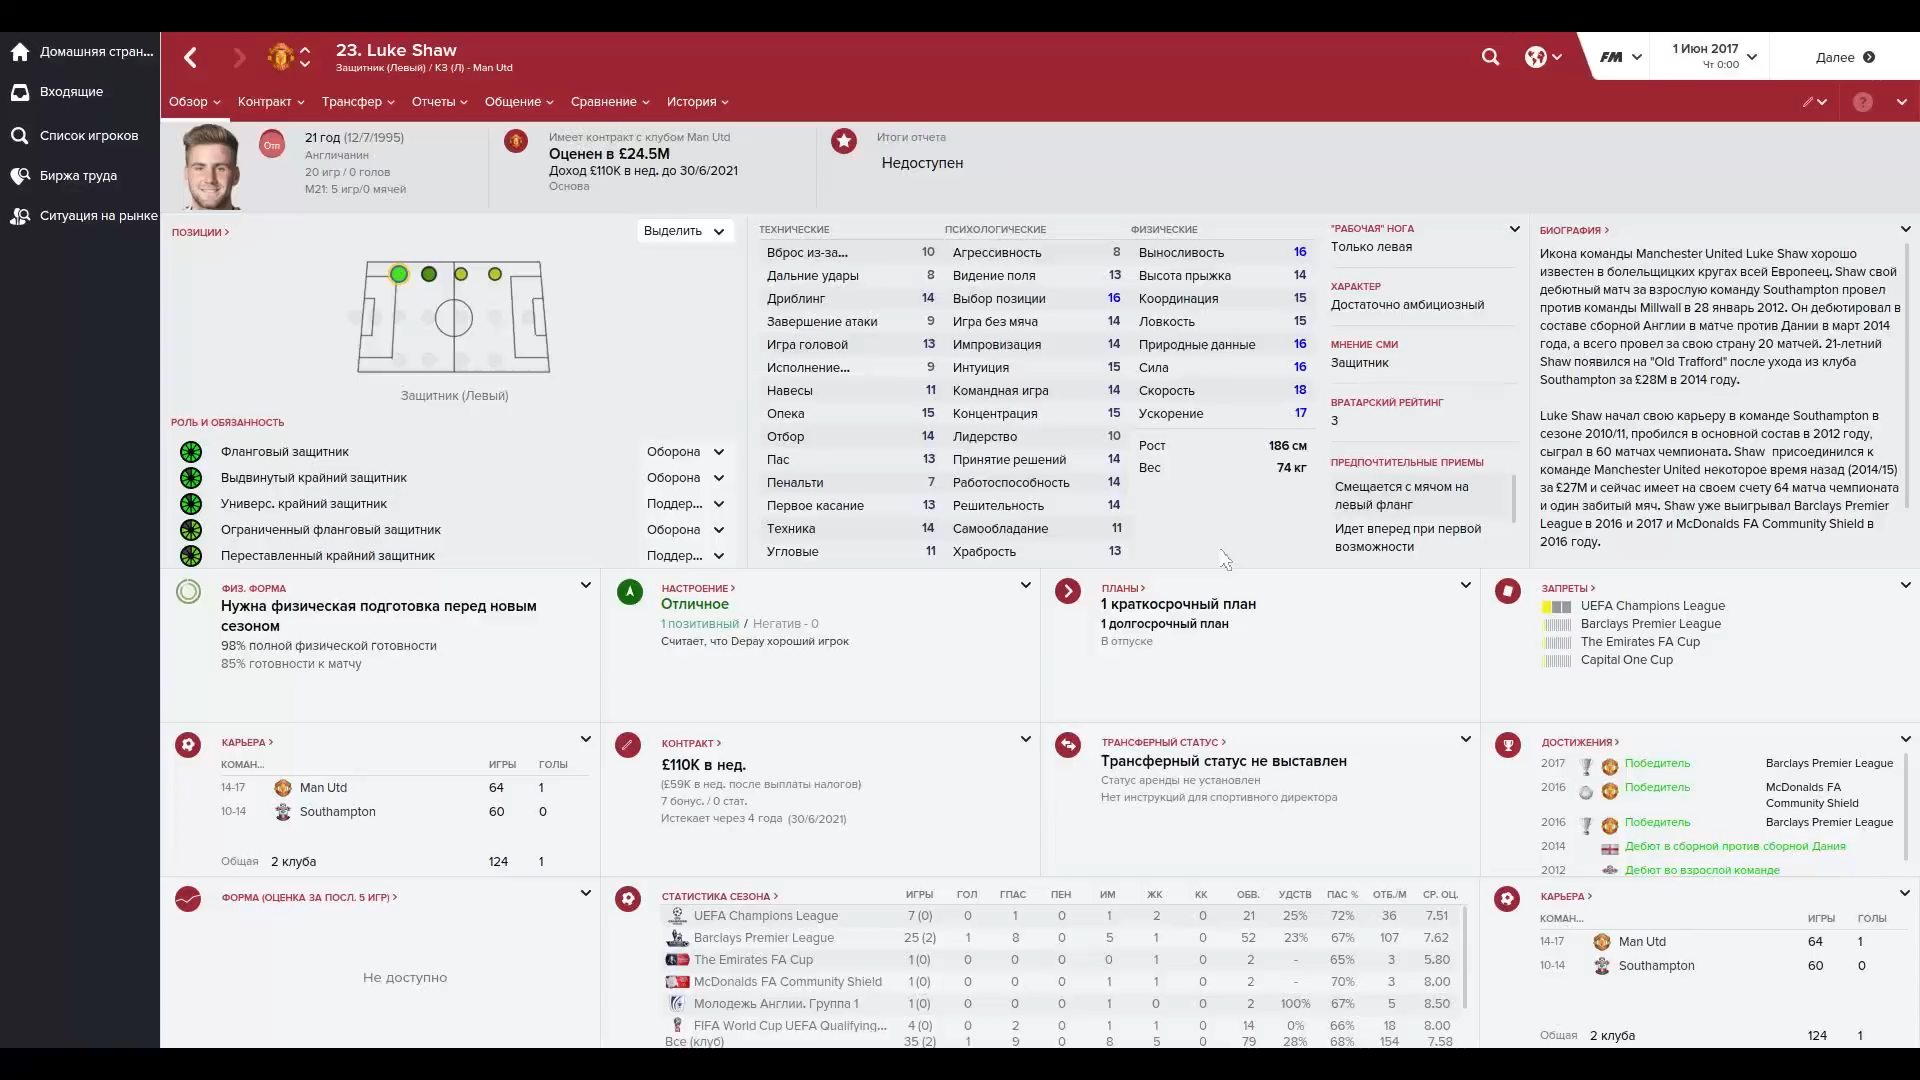 Домашняя стран...
Входящие
Список игроков
Биржа труда
Ситуация на рынке
23. Luke Shaw
Защитник (Левый) / КЗ (Л) - Man Utd
FM
1 Июн 2017
Чт 0:00
Далее
Обзор
Контракт
Трансфер
Отчеты
Общение
Сравнение
История
Отп
21 год (12/7/1995)
Англичанин
20 игр / 0 голов
М21: 5 игр/0 мячей
Имеет контракт с клубом Man Utd
Оценен в £24.5M
Доход £110K в нед. до 30/6/2021
Основа
Итоги отчета
Недоступен
ПОЗИЦИИ >
Выделить
Защитник (Левый)
РОЛЬ И ОБЯЗАННОСТЬ
Фланговый защитник Оборона
Выдвинутый крайний защитник Оборона
Универс. крайний защитник Поддер...
Ограниченный фланговый защитник Оборона
Переставленный крайний защитник Поддер...
ТЕХНИЧЕСКИЕ
Вброс из-за... 10
Дальние удары 8
Дриблинг 14
Завершение атаки 9
Игра головой 13
Исполнение... 9
Навесы 11
Опека 15
Отбор 14
Пас 13
Пенальти 7
Первое касание 13
Техника 14
Угловые 11
ПСИХОЛОГИЧЕСКИЕ
Агрессивность 8
Видение поля 13
Выбор позиции 16
Игра без мяча 14
Импровизация 14
Интуиция 15
Командная игра 14
Концентрация 15
Лидерство 10
Принятие решений 14
Работоспособность 14
Решительность 14
Самообладание 11
Храбрость 13
ФИЗИЧЕСКИЕ
Выносливость 16
Высота прыжка 14
Координация 15
Ловкость 15
Природные данные 16
Сила 16
Скорость 18
Ускорение 17
Рост 186 см
Вес 74 кг
"РАБОЧАЯ" НОГА
Только левая
ХАРАКТЕР
Достаточно амбициозный
МНЕНИЕ СМИ
Защитник
ВРАТАРСКИЙ РЕЙТИНГ
3
ПРЕДПОЧТИТЕЛЬНЫЕ ПРИЕМЫ
Смещается с мячом на
левый фланг
Идет вперед при первой
возможности
БИОГРАФИЯ >
Икона команды Manchester United Luke Shaw хорошо
известен в болельщицких кругах всей Европеец. Shaw свой
дебютный матч за взрослую команду Southampton провел
против команды Millwall в 28 январь 2012. Он дебютировал в
составе сборной Англии в матче против Дании в март 2014
года, а всего провел за свою страну 20 матчей. 21-летний
Shaw появился на "Old Trafford" после ухода из клуба
Southampton за £28M в 2014 году.
Luke Shaw начал свою карьеру в команде Southampton в
сезоне 2010/11, пробился в основной состав в 2012 году,
сыграл в 60 матчах чемпионата. Shaw присоединился к
команде Manchester United некоторое время назад (2014/15)
за £27M и сейчас имеет на своем счету 64 матча чемпионата
и один забитый мяч. Shaw уже выигрывал Barclays Premier
League в 2016 и 2017 и McDonalds FA Community Shield в
2016 году.
ФИЗ. ФОРМА
Нужна физическая подготовка перед новым
сезоном
98% полной физической готовности
85% готовности к матчу
НАСТРОЕНИЕ >
Отличное
1 позитивный / Негатив - 0
Считает, что Depay хороший игрок
ПЛАНЫ >
1 краткосрочный план
1 долгосрочный план
В отпуске
ЗАПРЕТЫ >
UEFA Champions League
Barclays Premier League
The Emirates FA Cup
Capital One Cup
КАРЬЕРА >
КОМАН... ИГРЫ ГОЛЫ
14-17 Man Utd 64 1
10-14 Southampton 60 0
Общая 2 клуба 124 1
КОНТРАКТ >
£110K в нед.
(£59K в нед. после выплаты налогов)
7 бонус. / 0 стат.
Истекает через 4 года (30/6/2021)
ТРАНСФЕРНЫЙ СТАТУС >
Трансферный статус не выставлен
Статус аренды не установлен
Нет инструкций для спортивного директора
ДОСТИЖЕНИЯ >
2017 Победитель Barclays Premier League
2016 Победитель McDonalds FA
Community Shield
2016 Победитель Barclays Premier League
2014 Дебют в сборной против сборной Дания
2012 Дебют во взрослой команде
ФОРМА (ОЦЕНКА ЗА ПОСЛ. 5 ИГР) >
Не доступно
СТАТИСТИКА СЕЗОНА > ИГРЫ ГОЛ ГПАС ПЕН ИМ ЖК КК ОБВ. УДСТВ ПАС % ОТБ./М СР. ОЦ.
UEFA Champions League 7 (0) 0 1 0 1 2 0 21 25% 72% 36 7.51
Barclays Premier League 25 (2) 1 8 0 5 1 0 52 23% 67% 107 7.62
The Emirates FA Cup 1 (0) 0 0 0 0 1 0 2 - 65% 3 5.80
McDonalds FA Community Shield 1 (0) 0 0 0 1 1 0 2 - 70% 3 8.00
Молодежь Англии. Группа 1 1 (0) 0 0 0 1 0 0 2 100% 67% 5 8.50
FIFA World Cup UEFA Qualifying... 4 (0) 0 2 0 1 1 0 14 0% 66% 18 8.00
Все (клуб) 35 (2) 1 9 0 8 5 0 79 28% 68% 154 7.58
КАРЬЕРА >
КОМАН... ИГРЫ ГОЛЫ
14-17 Man Utd 64 1
10-14 Southampton 60 0
Общая 2 клуба 124 1